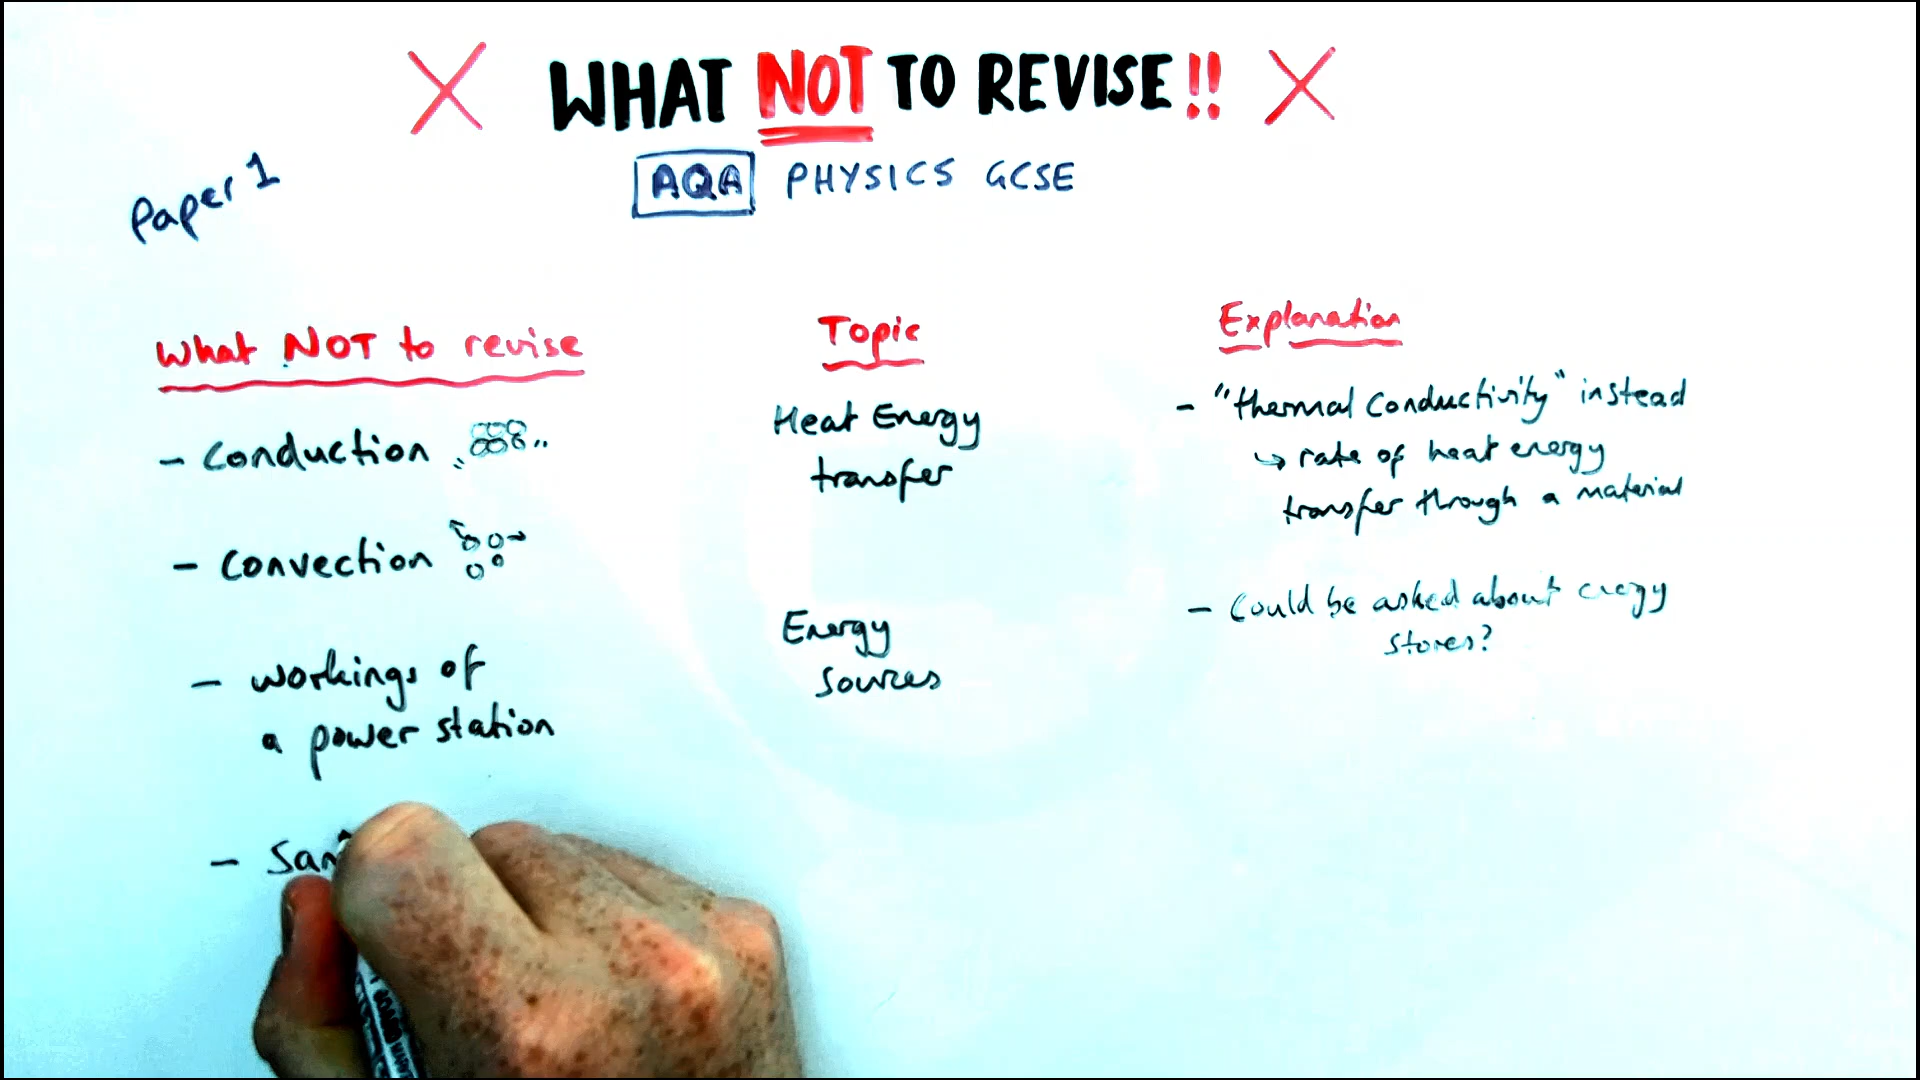 WHAT NOT TO REVISE!!
AQA PHYSICS GCSE
Paper 1
What NOT to revise
Topic
Explanation
- Conduction
Heat Energy
transfer
- "thermal conductivity" instead
↳ rate of heat energy
transfer through a material
- Convection
Energy
sources
- Could be asked about energy
stores?
- workings of
a power station
- San